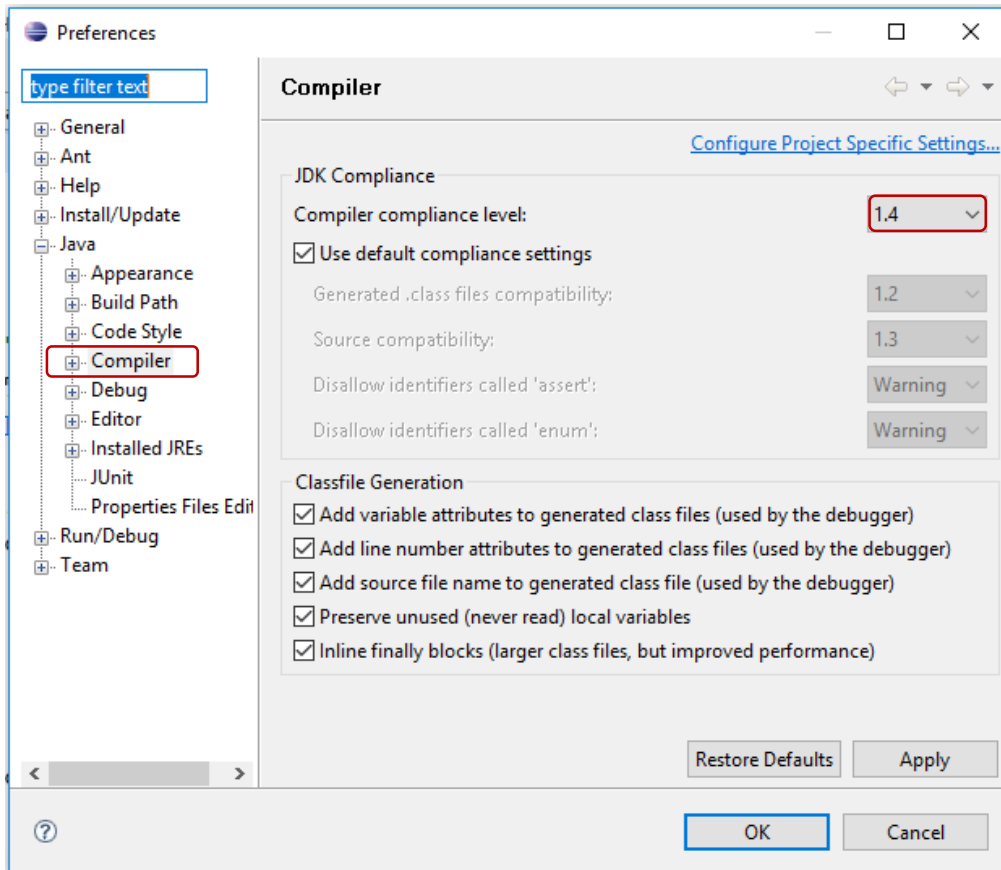 Preferences
type filter text
Compiler
Configure Project Specific Settings...
General
Ant
Help
Install/Update
Java
Appearance
Build Path
Code Style
Compiler
Debug
Editor
Installed JREs
JUnit
Properties Files Edit
Run/Debug
Team
JDK Compliance
Compiler compliance level: 1.4
Use default compliance settings
Generated .class files compatibility: 1.2
Source compatibility: 1.3
Disallow identifiers called 'assert': Warning
Disallow identifiers called 'enum': Warning
Classfile Generation
Add variable attributes to generated class files (used by the debugger)
Add line number attributes to generated class files (used by the debugger)
Add source file name to generated class file (used by the debugger)
Preserve unused (never read) local variables
Inline finally blocks (larger class files, but improved performance)
Restore Defaults Apply
OK Cancel